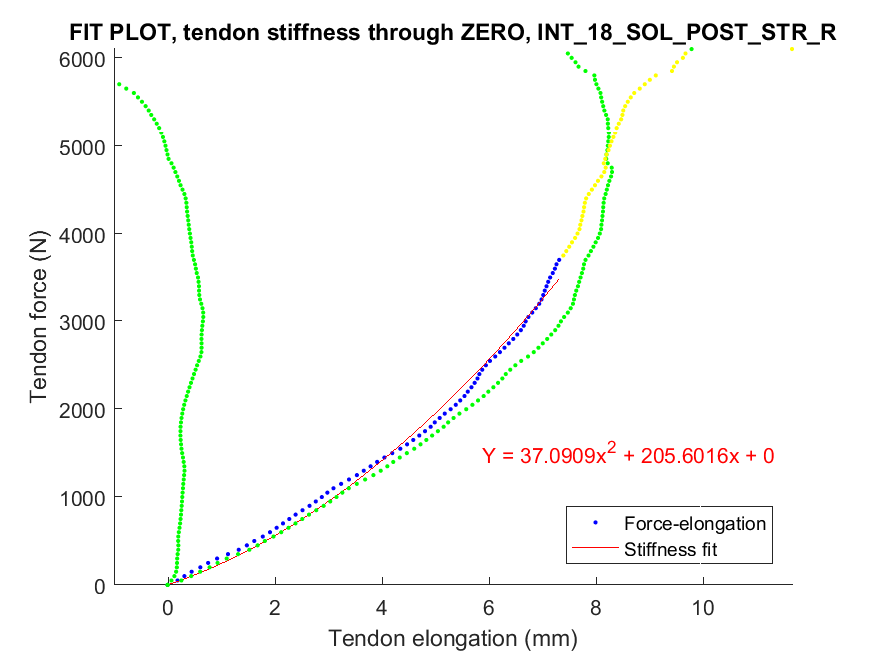 FIT PLOT, tendon stiffness through ZERO, INT_18_SOL_POST_STR_R
6000
5000
4000
3000
2000
1000
0
Tendon force (N)
Y = 37.0909x² + 205.6016x + 0
Force-elongation
Stiffness fit
0 2 4 6 8 10
Tendon elongation (mm)